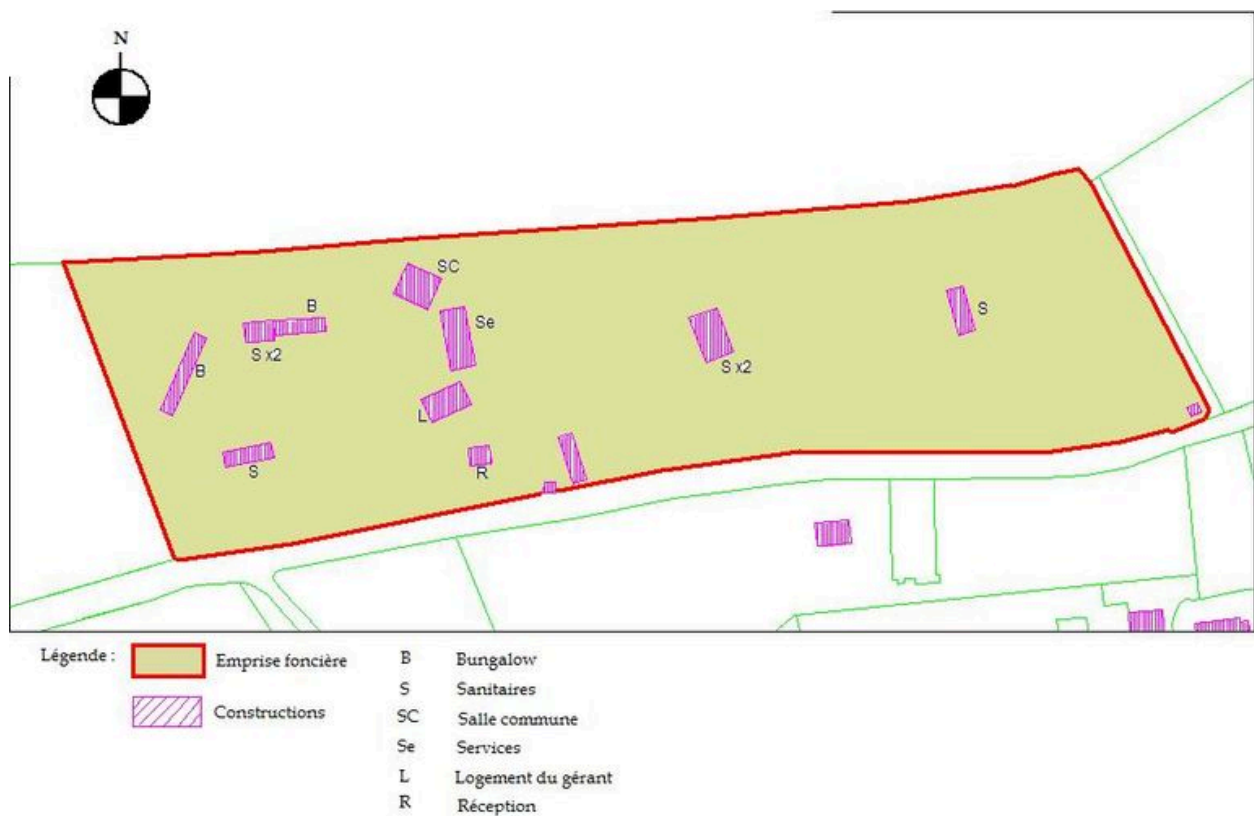 N
SC
B
Se
S
S x2
B
S x2
L
S
R
Légende :
Emprise foncière
Constructions
B Bungalow
S Sanitaires
SC Salle commune
Se Services
L Logement du gérant
R Réception